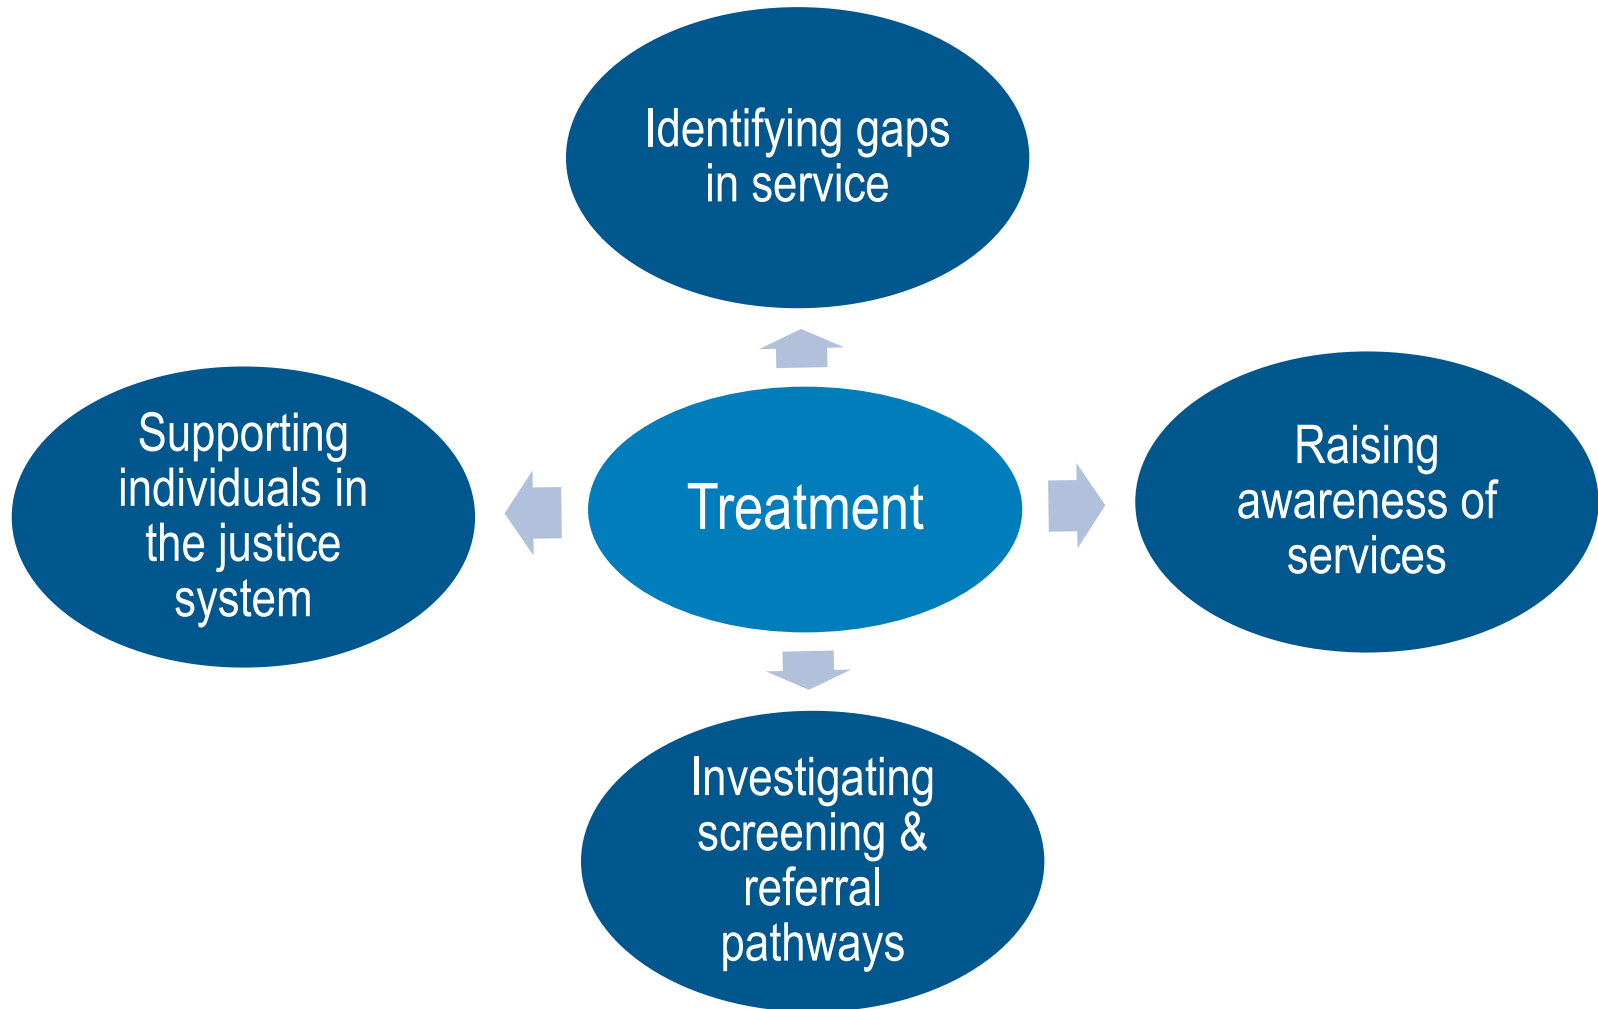 Identifying gaps
in service
Supporting
individuals in
the justice
system
Treatment
Raising
awareness of
services
Investigating
screening &
referral
pathways